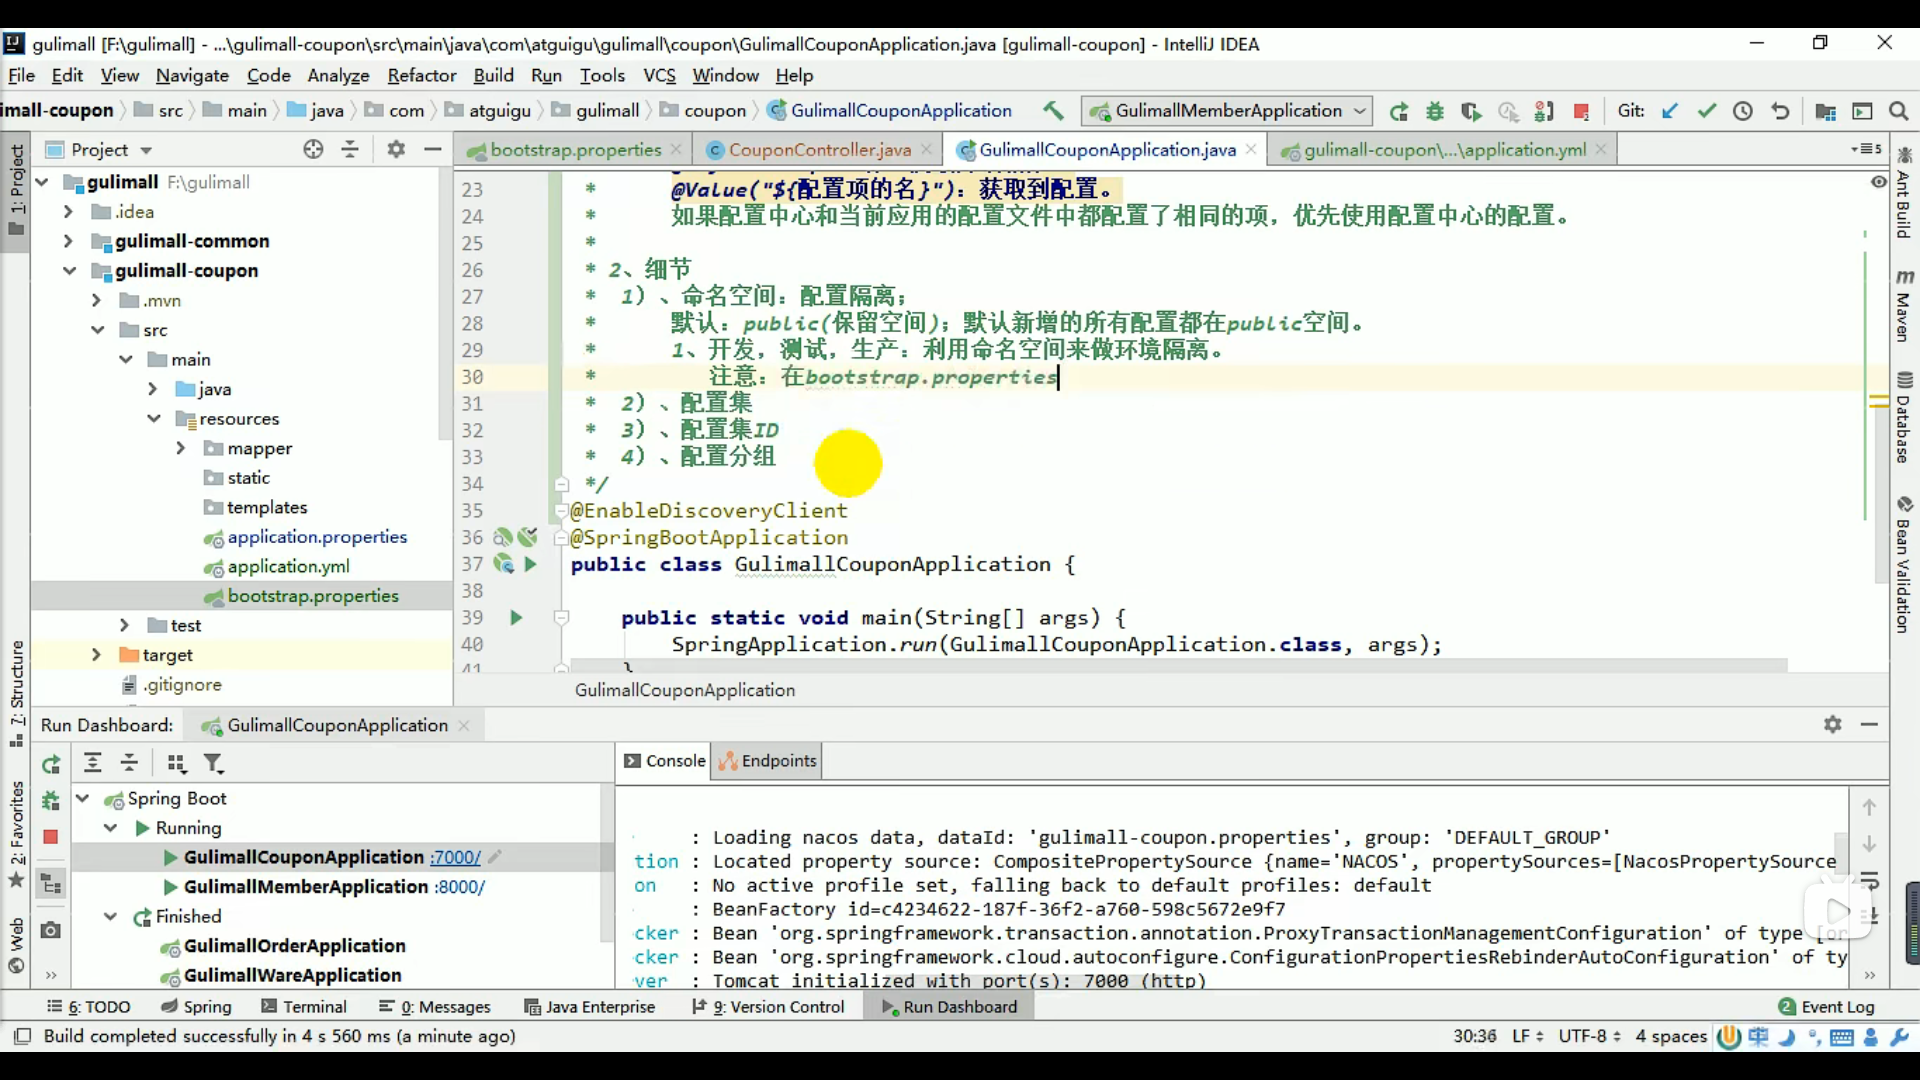 gulimall [F:\gulimall] - ...\gulimall-coupon\src\main\java\com\atguigu\gulimall\coupon\GulimallCouponApplication.java [gulimall-coupon] - IntelliJ IDEA
File Edit View Navigate Code Analyze Refactor Build Run Tools VCS Window Help
imall-coupon src main java com atguigu gulimall coupon GulimallCouponApplication GulimallMemberApplication Git:
Project bootstrap.properties CouponController.java GulimallCouponApplication.java gulimall-coupon\...\application.yml 5
1: Project
gulimall F:\gulimall
.idea
gulimall-common
gulimall-coupon
.mvn
src
main
java
resources
mapper
static
templates
application.properties
application.yml
bootstrap.properties
test
target
.gitignore
23 * @Value("${配置项的名}"): 获取到配置。
24 * 如果配置中心和当前应用的配置文件中都配置了相同的项，优先使用配置中心的配置。
25 *
26 * 2、细节
27 * 1）、命名空间：配置隔离；
28 * 默认：public(保留空间)；默认新增的所有配置都在public空间。
29 * 1、开发，测试，生产：利用命名空间来做环境隔离。
30 * 注意：在bootstrap.properties
31 * 2）、配置集
32 * 3）、配置集ID
33 * 4）、配置分组
34 */
35 @EnableDiscoveryClient
36 @SpringBootApplication
37 public class GulimallCouponApplication {
38
39 public static void main(String[] args) {
40 SpringApplication.run(GulimallCouponApplication.class, args);
41 }
GulimallCouponApplication
Ant Build
Maven
Database
Bean Validation
7: Structure
2: Favorites
Web
Run Dashboard: GulimallCouponApplication
Spring Boot
Running
GulimallCouponApplication :7000/
GulimallMemberApplication :8000/
Finished
GulimallOrderApplication
GulimallWareApplication
Console Endpoints
: Loading nacos data, dataId: 'gulimall-coupon.properties', group: 'DEFAULT_GROUP'
tion : Located property source: CompositePropertySource {name='NACOS', propertySources=[NacosPropertySource
on : No active profile set, falling back to default profiles: default
: BeanFactory id=c4234622-187f-36f2-a760-598c5672e9f7
cker : Bean 'org.springframework.transaction.annotation.ProxyTransactionManagementConfiguration' of type [or
cker : Bean 'org.springframework.cloud.autoconfigure.ConfigurationPropertiesRebinderAutoConfiguration' of ty
ver : Tomcat initialized with port(s): 7000 (http)
6: TODO Spring Terminal 0: Messages Java Enterprise 9: Version Control Run Dashboard 2 Event Log
Build completed successfully in 4 s 560 ms (a minute ago) 30:36 LF UTF-8 4 spaces 中